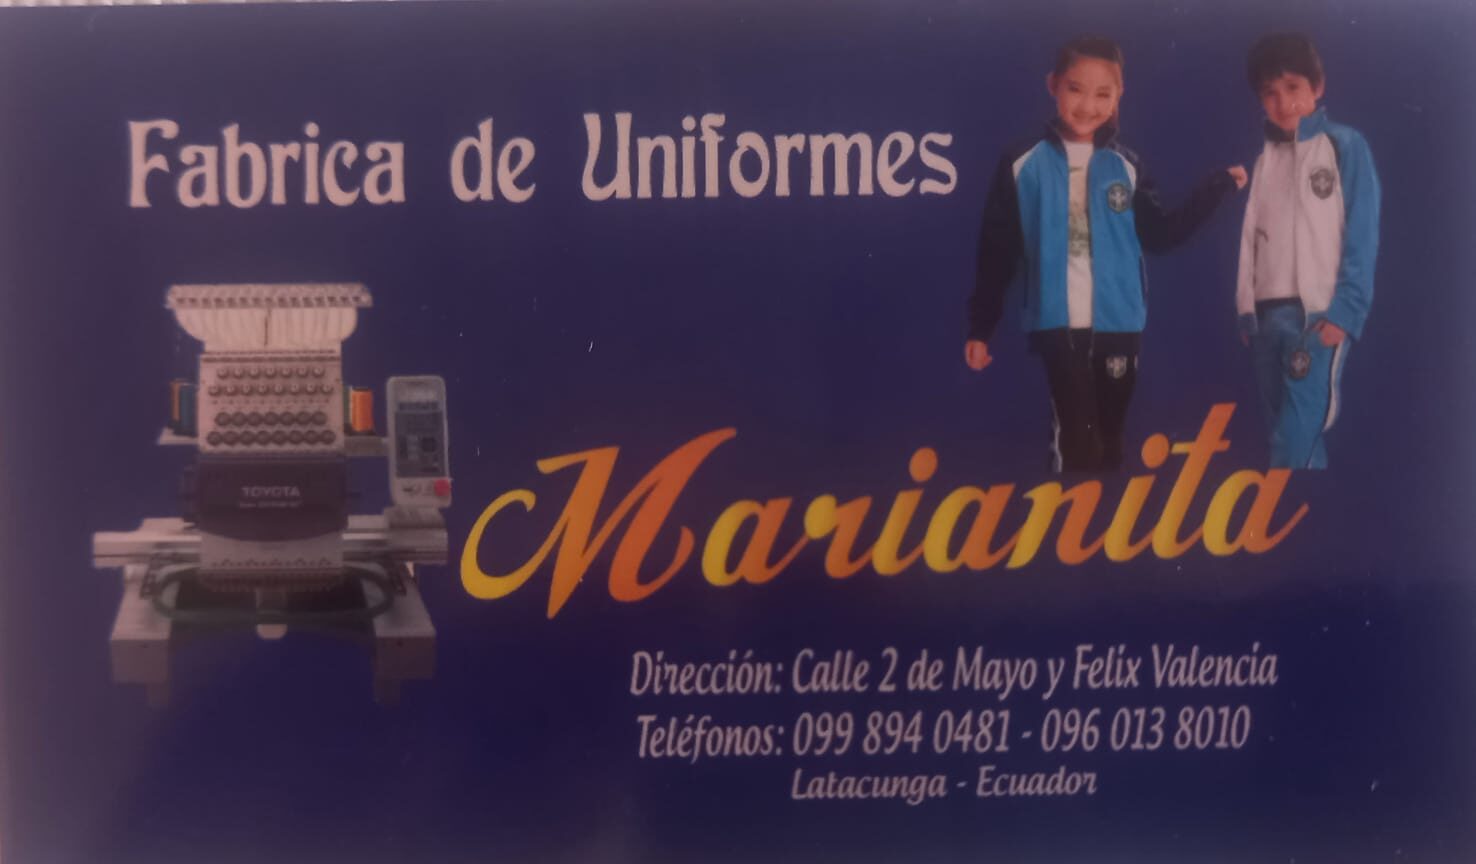 Fabrica de Uniformes
TOYOTA
Marianita
Dirección: Calle 2 de Mayo y Felix Valencia
Teléfonos: 099 894 0481 - 096 013 8010
Latacunga - Ecuador